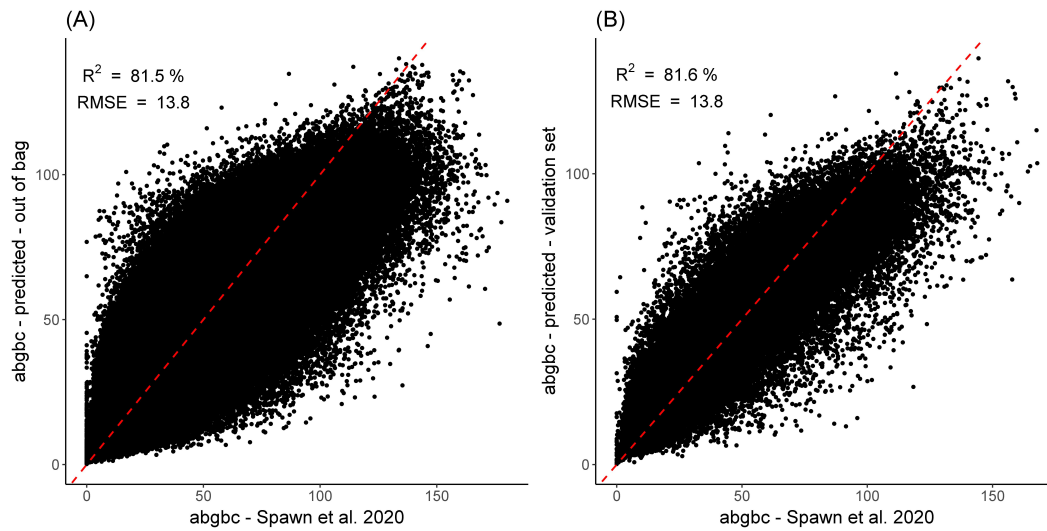 (A)
R² = 81.5 %
RMSE = 13.8
abgbc - predicted - out of bag
100
50
0
0 50 100 150
abgbc - Spawn et al. 2020
(B)
R² = 81.6 %
RMSE = 13.8
abgbc - predicted - validation set
100
50
0
0 50 100 150
abgbc - Spawn et al. 2020